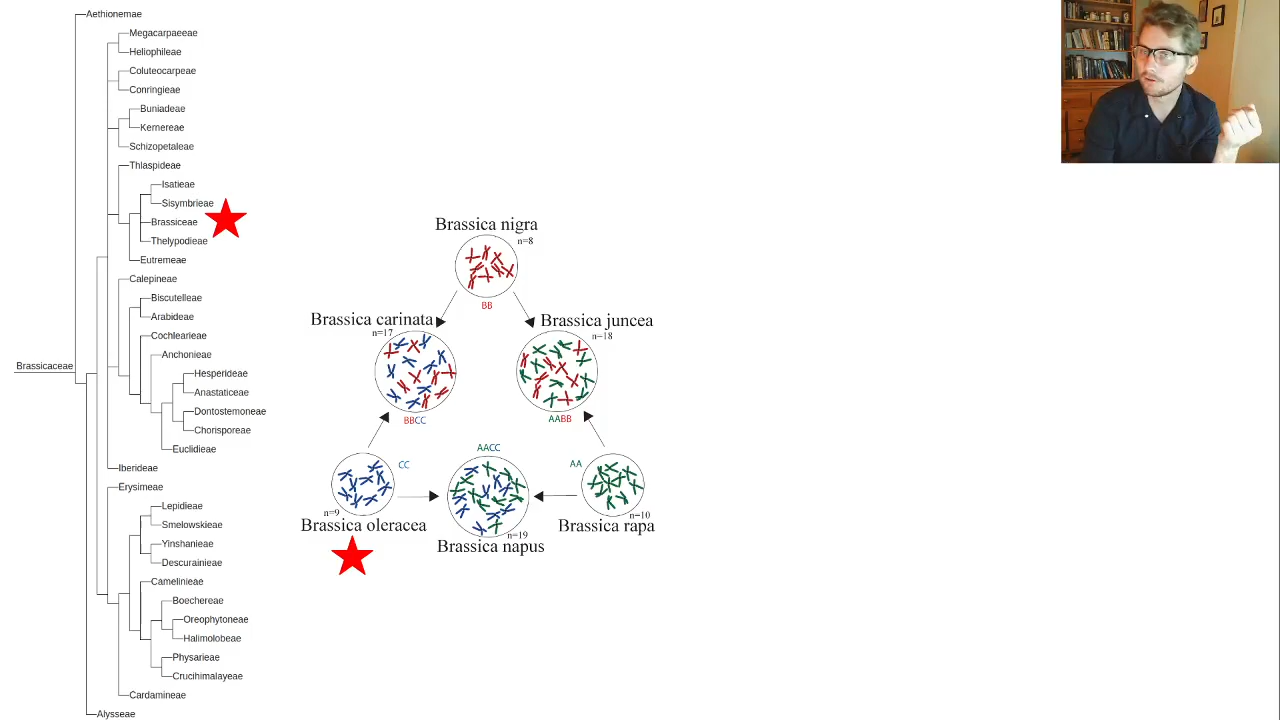 Aethionemae
Megacarpaeeae
Heliophileae
Coluteocarpeae
Conringieae
Buniadeae
Kernereae
Schizopetaleae
Thlaspideae
Isatieae
Sisymbrieae
Brassiceae
Thelypodieae
Eutremeae
Calepineae
Biscutelleae
Arabideae
Cochlearieae
Anchonieae
Brassicaceae
Hesperideae
Anastaticeae
Dontostemoneae
Chorisporeae
Euclidieae
Iberideae
Erysimeae
Lepidieae
Smelowskieae
Yinshanieae
Descurainieae
Camelinieae
Boechereae
Oreophytoneae
Halimolobeae
Physarieae
Crucihimalayeae
Cardamineae
Alysseae
Brassica nigra
n=8
BB
Brassica carinata
n=17
BBCC
Brassica juncea
n=18
AABB
CC
n=9
Brassica oleracea
AACC
n=19
Brassica napus
AA
n=10
Brassica rapa